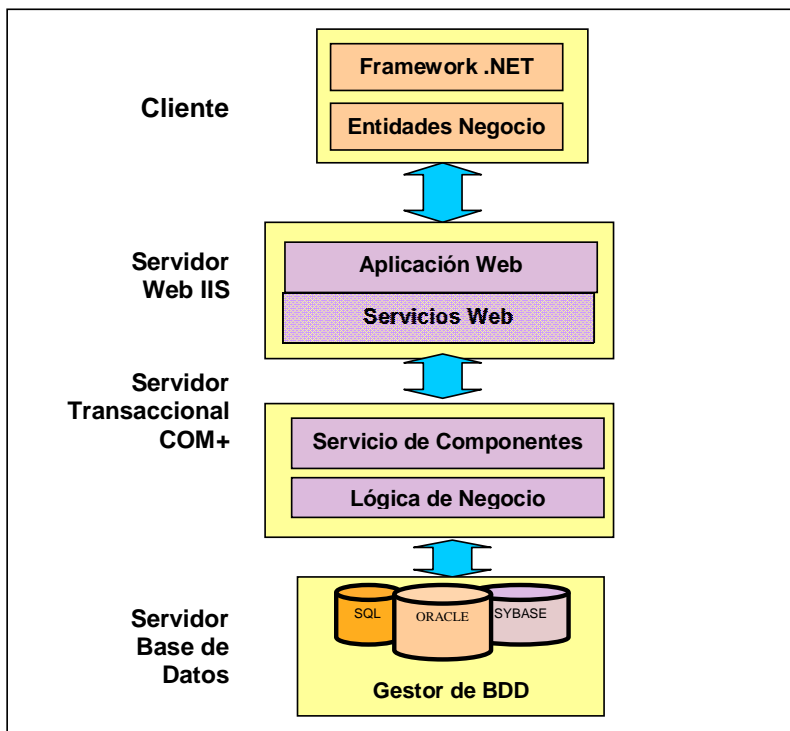 Cliente
Framework .NET
Entidades Negocio
Servidor
Web IIS
Aplicación Web
Servicios Web
Servidor
Transaccional
COM+
Servicio de Componentes
Lógica de Negocio
Servidor
Base de
Datos
SQL
ORACLE
SYBASE
Gestor de BDD